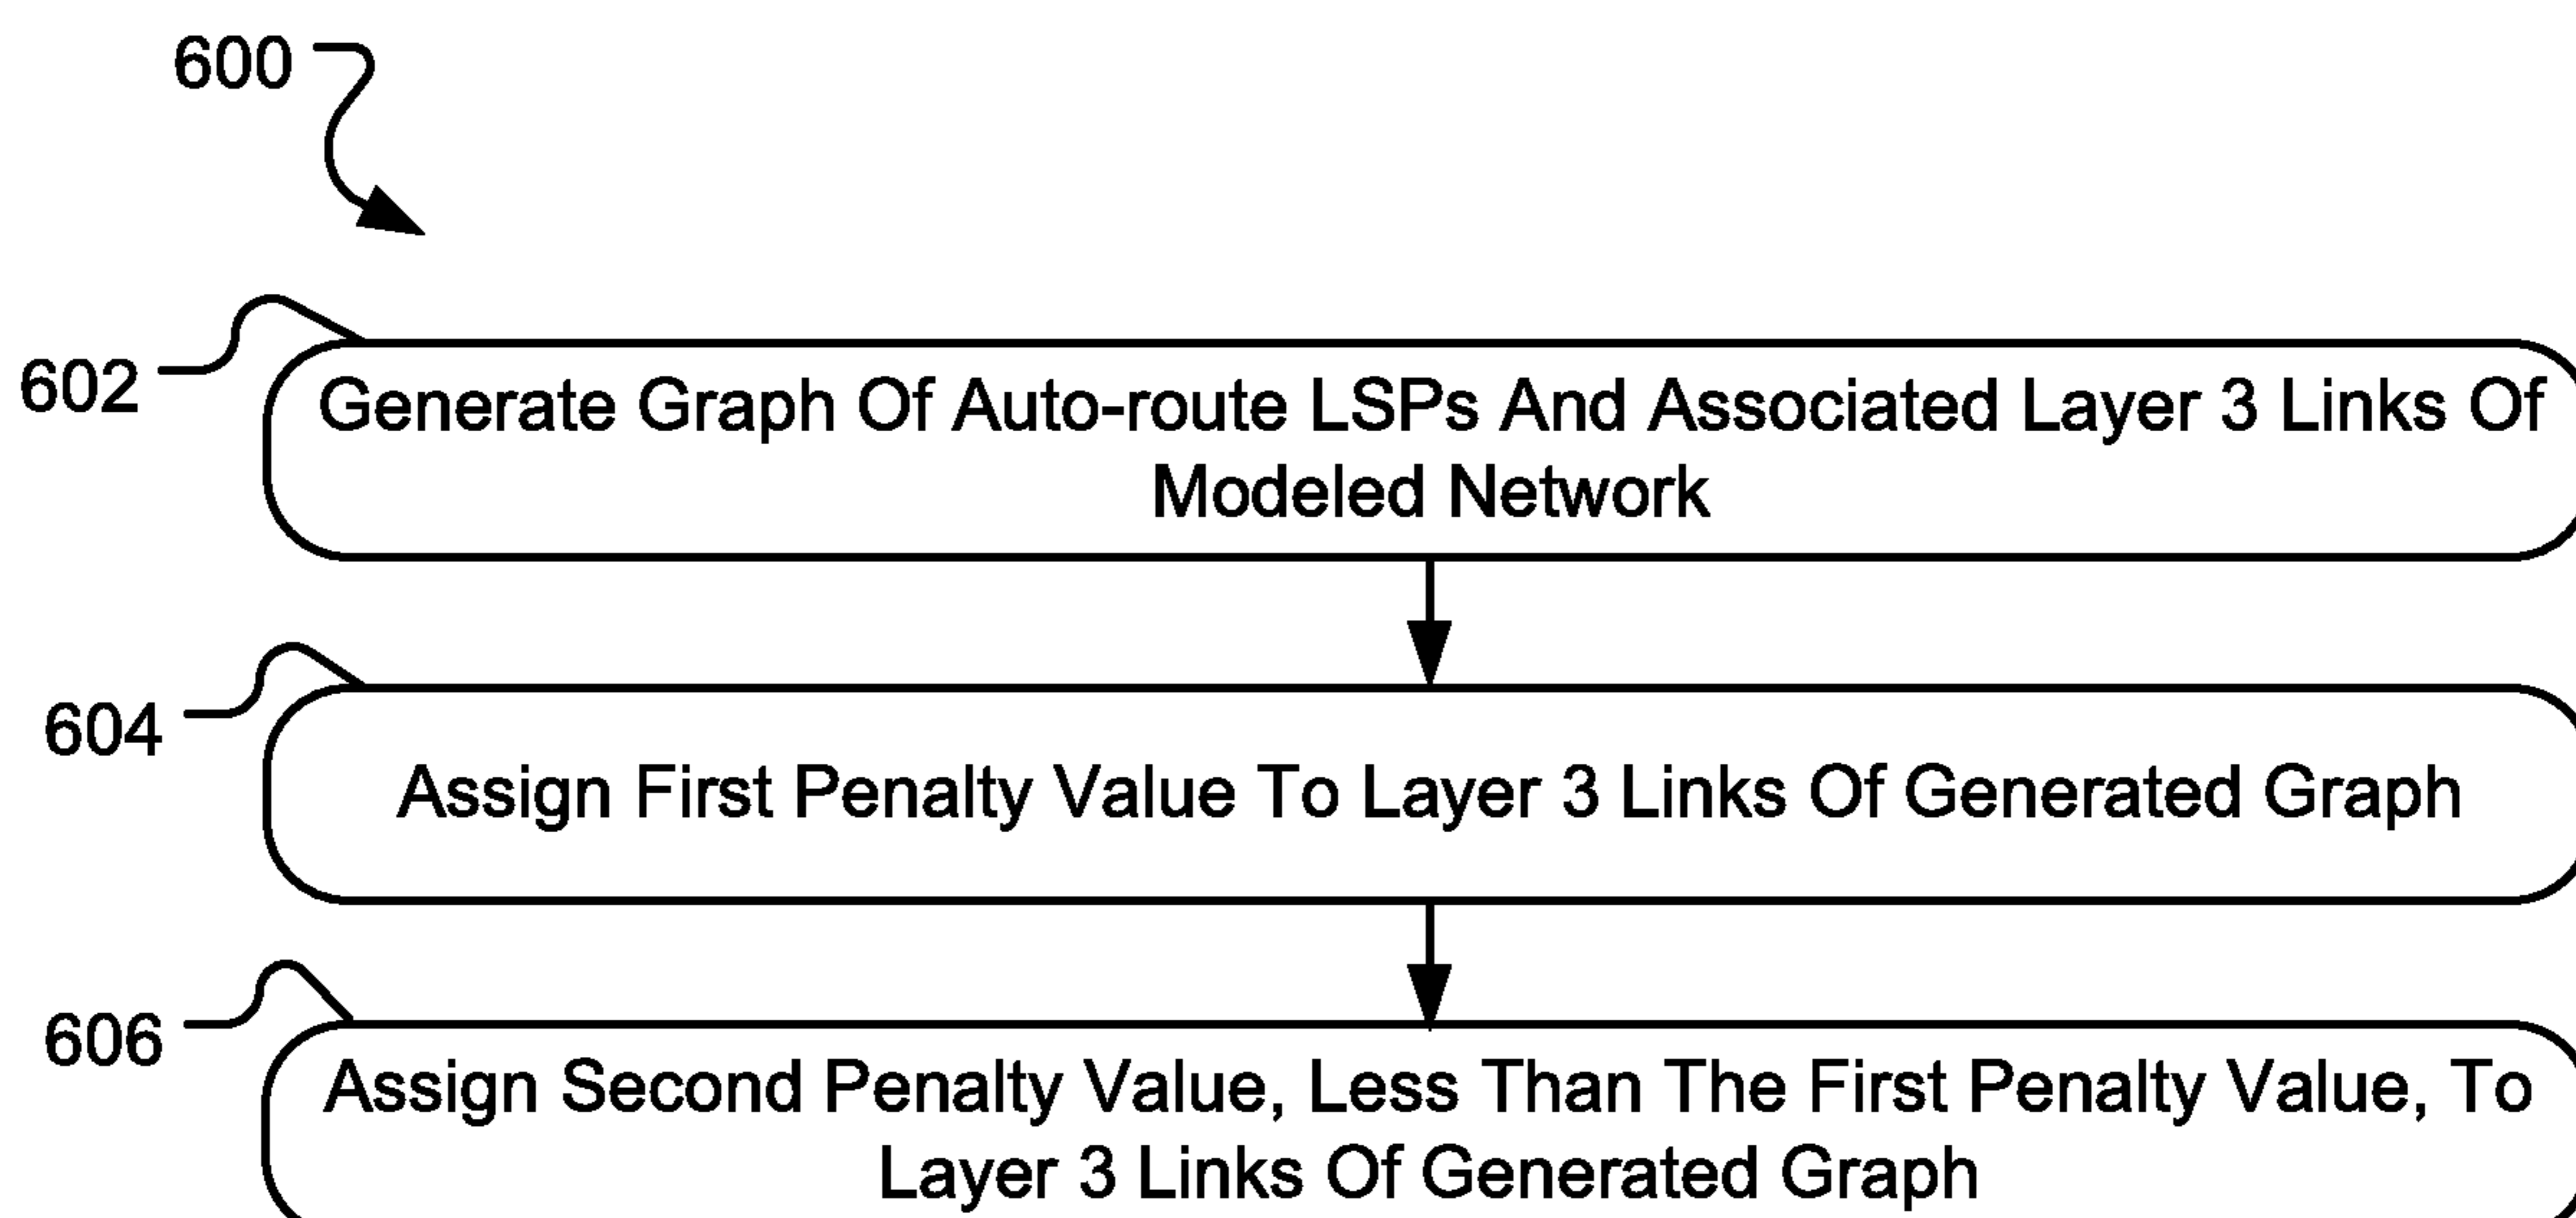 600
602
Generate Graph Of Auto-route LSPs And Associated Layer 3 Links Of
Modeled Network
604
Assign First Penalty Value To Layer 3 Links Of Generated Graph
606
Assign Second Penalty Value, Less Than The First Penalty Value, To
Layer 3 Links Of Generated Graph